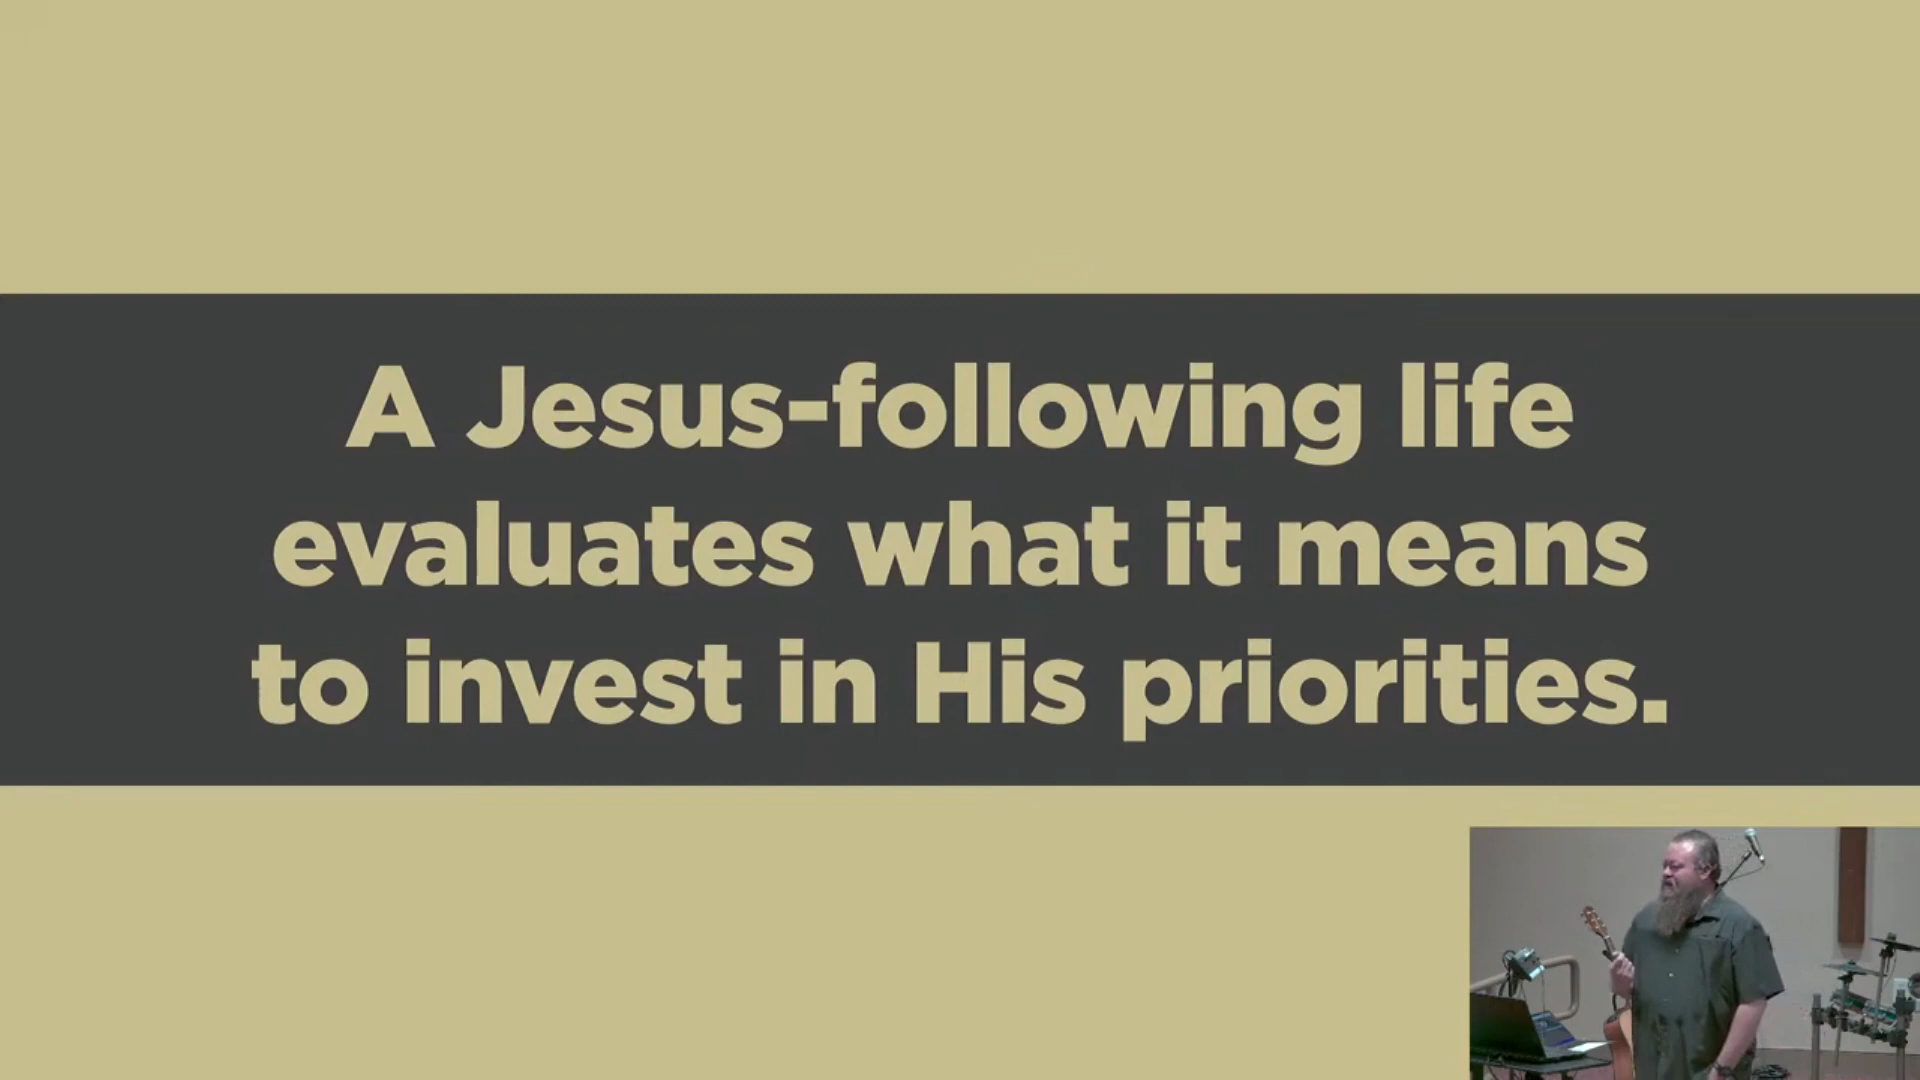 A Jesus-following life
evaluates what it means
to invest in His priorities.